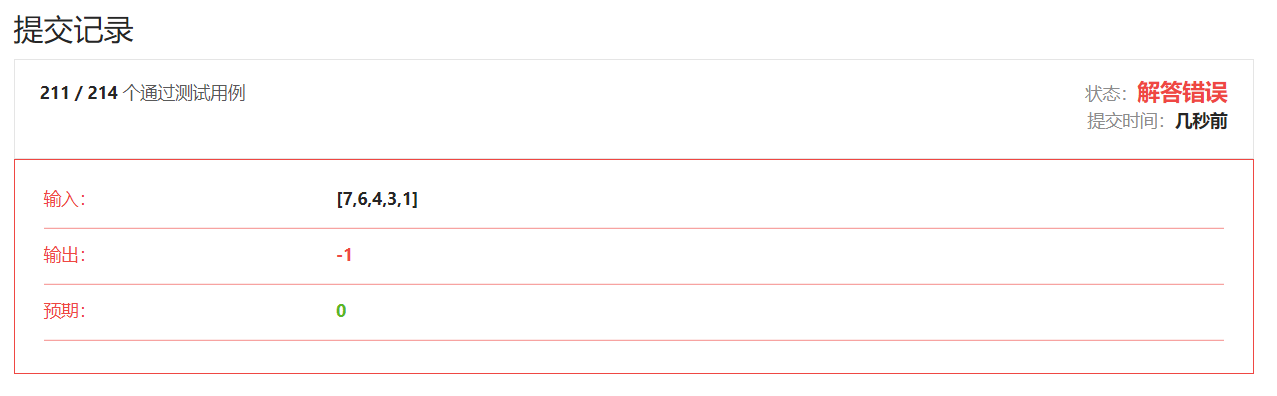 提交记录
211 / 214 个通过测试用例
状态：解答错误
提交时间：几秒前
输入：
[7,6,4,3,1]
输出：
-1
预期：
0